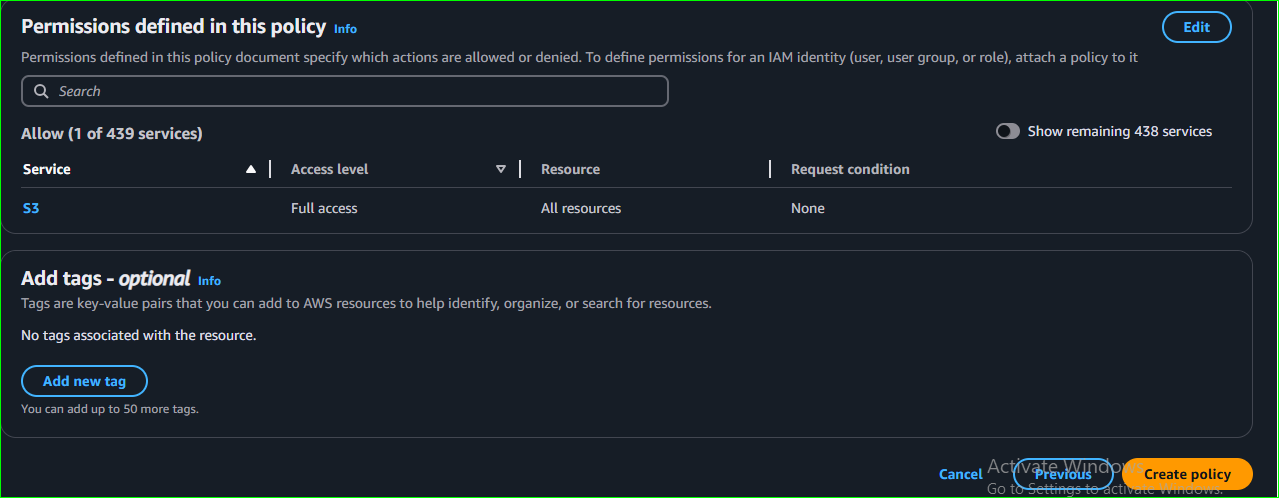 Permissions defined in this policy Info
Edit
Permissions defined in this policy document specify which actions are allowed or denied. To define permissions for an IAM identity (user, user group, or role), attach a policy to it
Search
Allow (1 of 439 services)
Show remaining 438 services
Service Access level Resource Request condition
S3 Full access All resources None
Add tags - optional Info
Tags are key-value pairs that you can add to AWS resources to help identify, organize, or search for resources.
No tags associated with the resource.
Add new tag
You can add up to 50 more tags.
Activate Windows
Cancel Previous Create policy
Go to Settings to activate Windows.